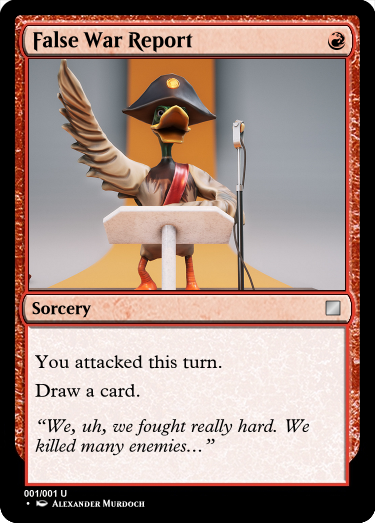 False War Report
Sorcery
You attacked this turn.
Draw a card.
“We, uh, we fought really hard. We
killed many enemies…”
001/001 U
• Alexander Murdoch